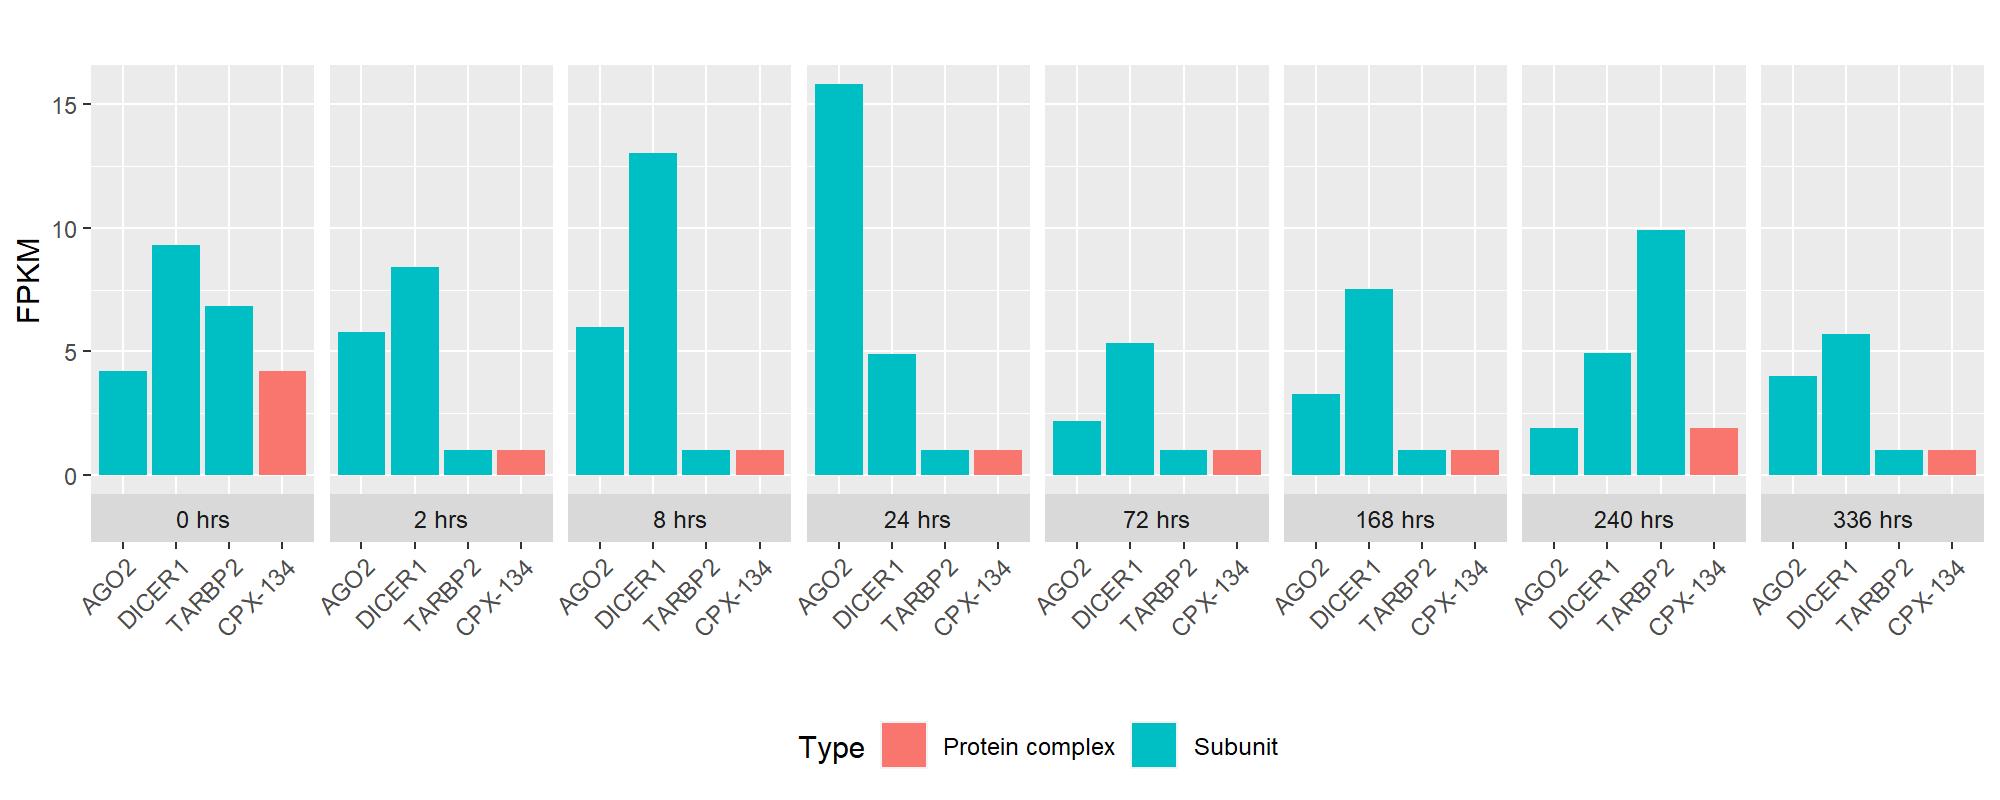 FPKM
15
10
5
0
0 hrs 2 hrs 8 hrs 24 hrs 72 hrs 168 hrs 240 hrs 336 hrs
AGO2 DICER1 TARBP2 CPX-134 AGO2 DICER1 TARBP2 CPX-134 AGO2 DICER1 TARBP2 CPX-134 AGO2 DICER1 TARBP2 CPX-134 AGO2 DICER1 TARBP2 CPX-134 AGO2 DICER1 TARBP2 CPX-134 AGO2 DICER1 TARBP2 CPX-134 AGO2 DICER1 TARBP2 CPX-134
Type Protein complex Subunit